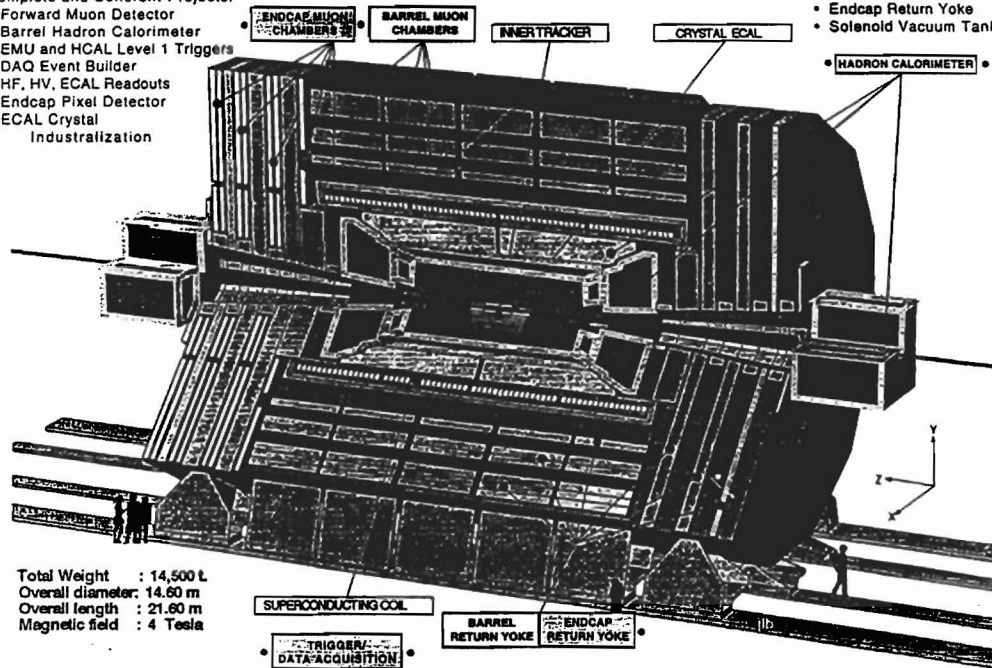 Forward Muon Detector
Barrel Hadron Calorimeter
EMU and HCAL Level 1 Triggers
DAQ Event Builder
HF, HV, ECAL Readouts
Endcap Pixel Detector
ECAL Crystal
Industralization
• ENDCAP MUON •
CHAMBERS
BARREL MUON
CHAMBERS
INNER TRACKER
CRYSTAL ECAL
• Endcap Return Yoke
• Solenoid Vacuum Tank
• HADRON CALORIMETER •
Y
Z
X
Total Weight : 14,500 t.
Overall diameter: 14.60 m
Overall length : 21.60 m
Magnetic field : 4 Tesla
SUPERCONDUCTING COIL
BARREL
RETURN YOKE
ENDCAP •
RETURN YOKE
• TRIGGER/ •
DATA ACQUISITION
jlb